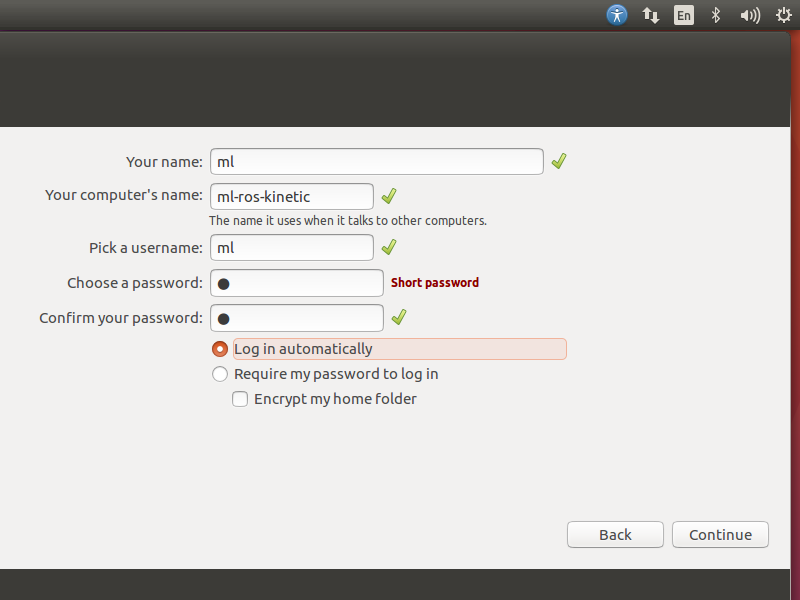 En
Your name: ml
Your computer's name: ml-ros-kinetic
The name it uses when it talks to other computers.
Pick a username: ml
Choose a password: ● Short password
Confirm your password: ●
Log in automatically
Require my password to log in
Encrypt my home folder
Back Continue